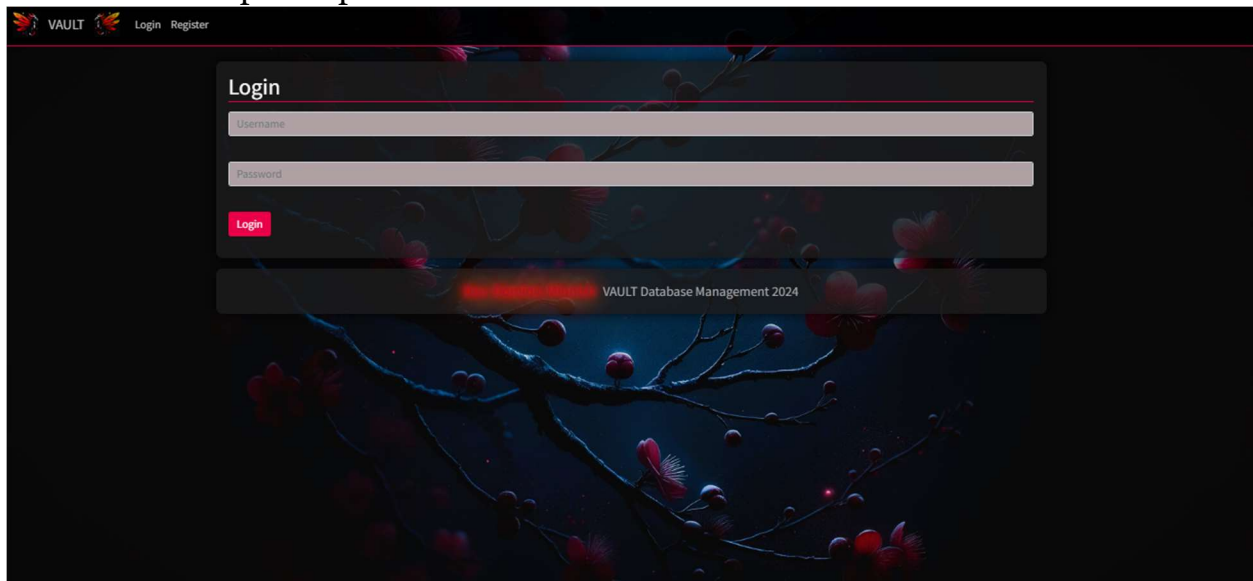 VAULT Login Register
Login
Username
Password
Login
VAULT Database Management 2024